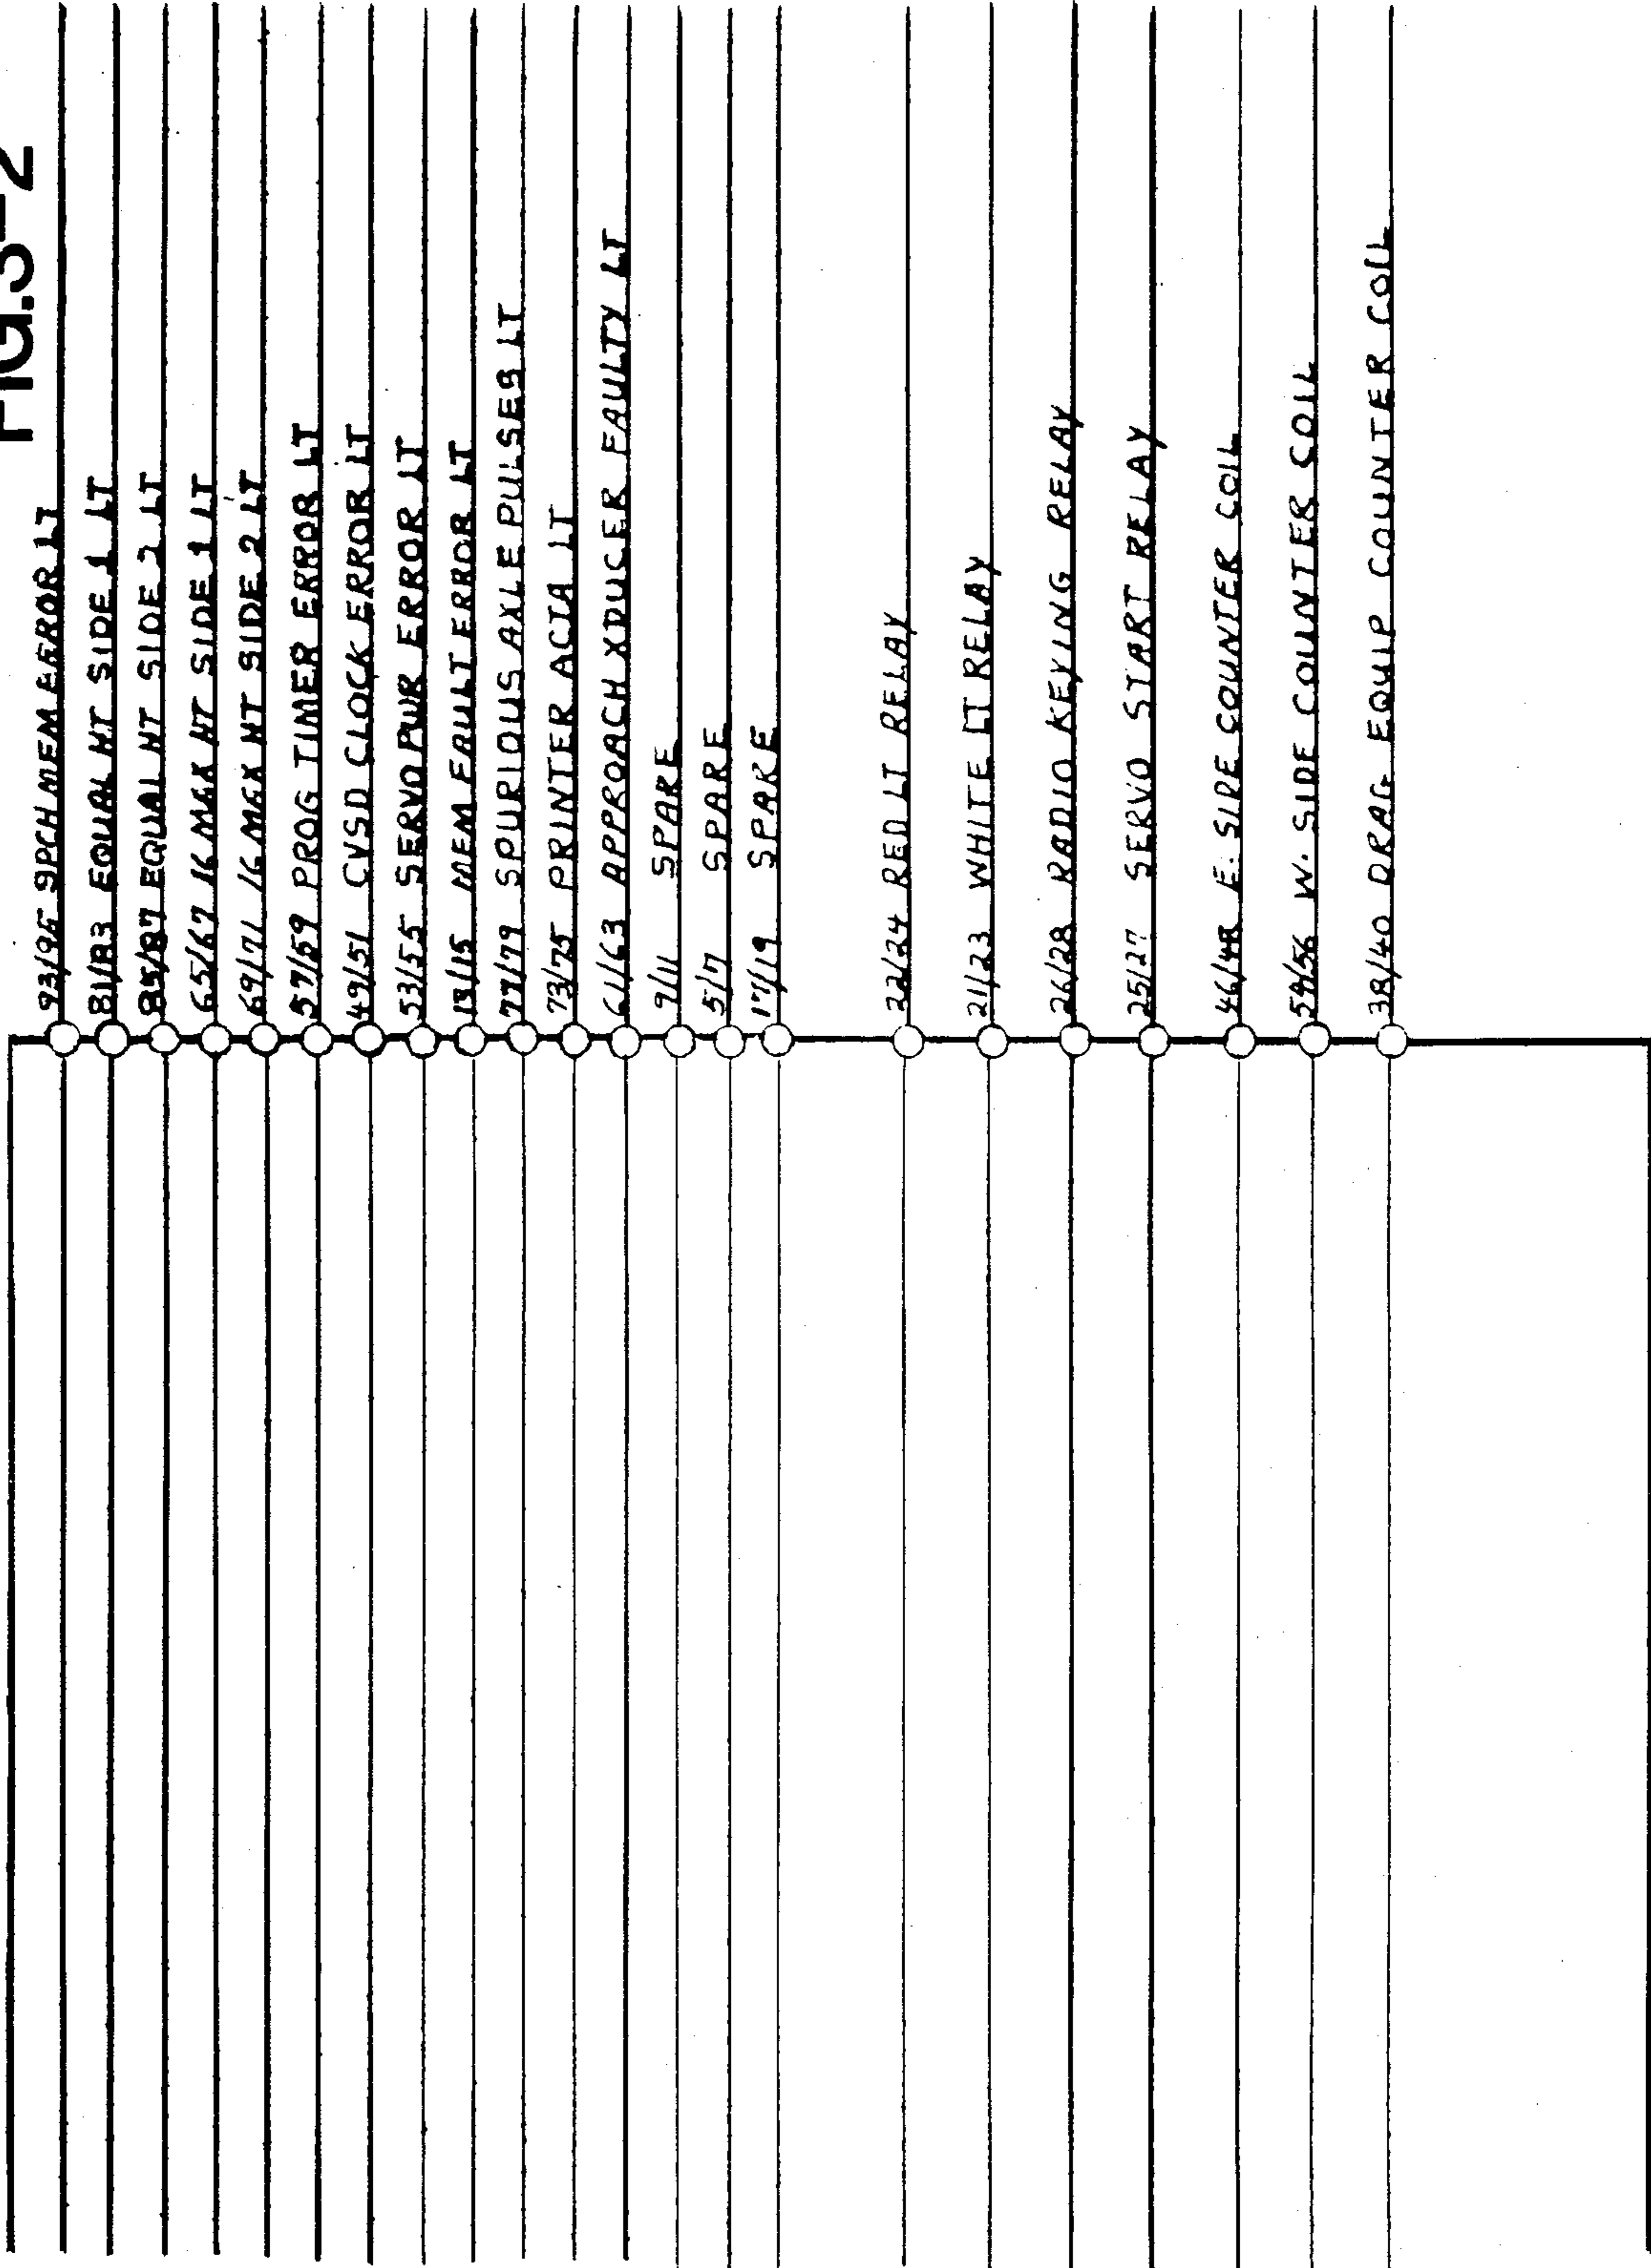 FIG.3-2
93/95 SPCH MEM ERROR LT
81/83 EQUAL HT SIDE 1 LT
85/87 EQUAL HT SIDE 2 LT
65/67 16 MAX HT SIDE 1 LT
69/71 16 MAX HT SIDE 2 LT
57/59 PROG TIMER ERROR LT
49/51 CVSD CLOCK ERROR LT
53/55 SERVO PWR ERROR LT
13/15 MEM FAULT ERROR LT
77/79 SPURIOUS AXLE PULSES LT
73/75 PRINTER ACIA LT
61/63 APPROACH XDUCER FAULTY LT
9/11 SPARE
5/7 SPARE
17/19 SPARE
22/24 RED LT RELAY
21/23 WHITE LT RELAY
26/28 RADIO KEYING RELAY
25/27 SERVO START RELAY
46/48 E. SIDE COUNTER COIL
54/56 W. SIDE COUNTER COIL
38/40 DRAG EQUIP COUNTER COIL